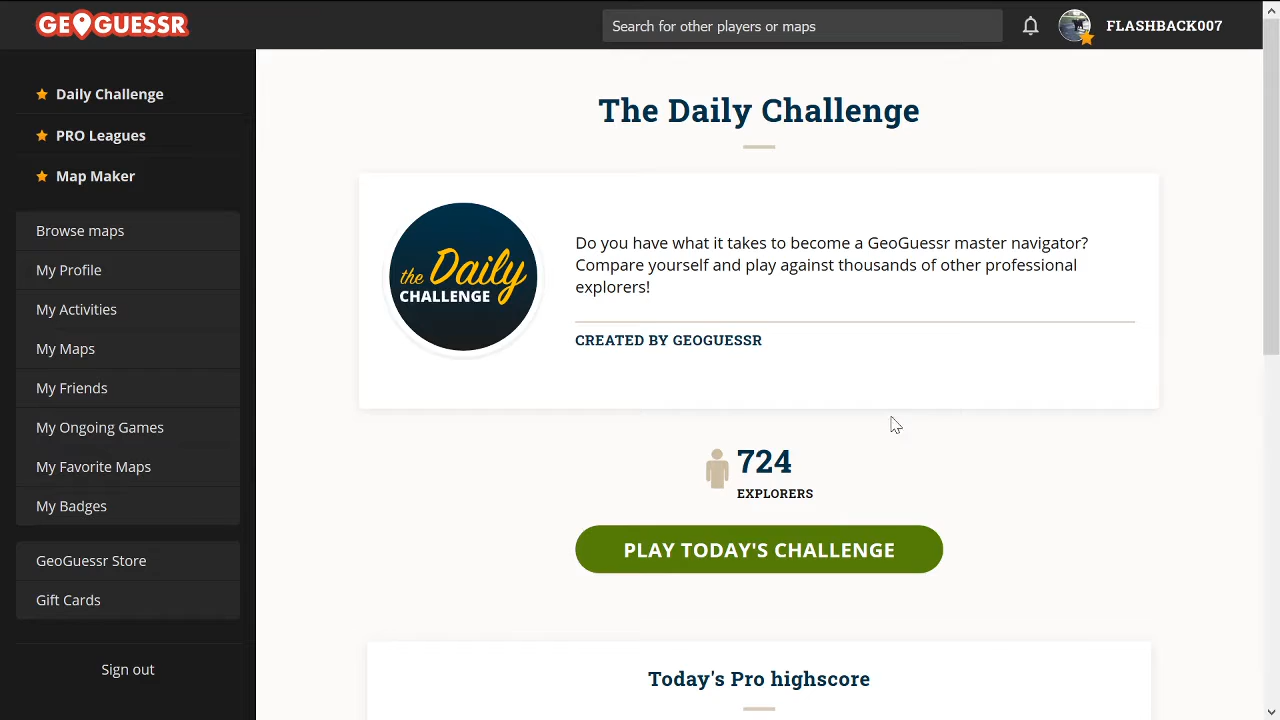 GEOGUESSR
Search for other players or maps
FLASHBACK007
Daily Challenge
PRO Leagues
Map Maker
Browse maps
My Profile
My Activities
My Maps
My Friends
My Ongoing Games
My Favorite Maps
My Badges
GeoGuessr Store
Gift Cards
Sign out
The Daily Challenge
the Daily
CHALLENGE
Do you have what it takes to become a GeoGuessr master navigator?
Compare yourself and play against thousands of other professional
explorers!
CREATED BY GEOGUESSR
724
EXPLORERS
PLAY TODAY'S CHALLENGE
Today's Pro highscore